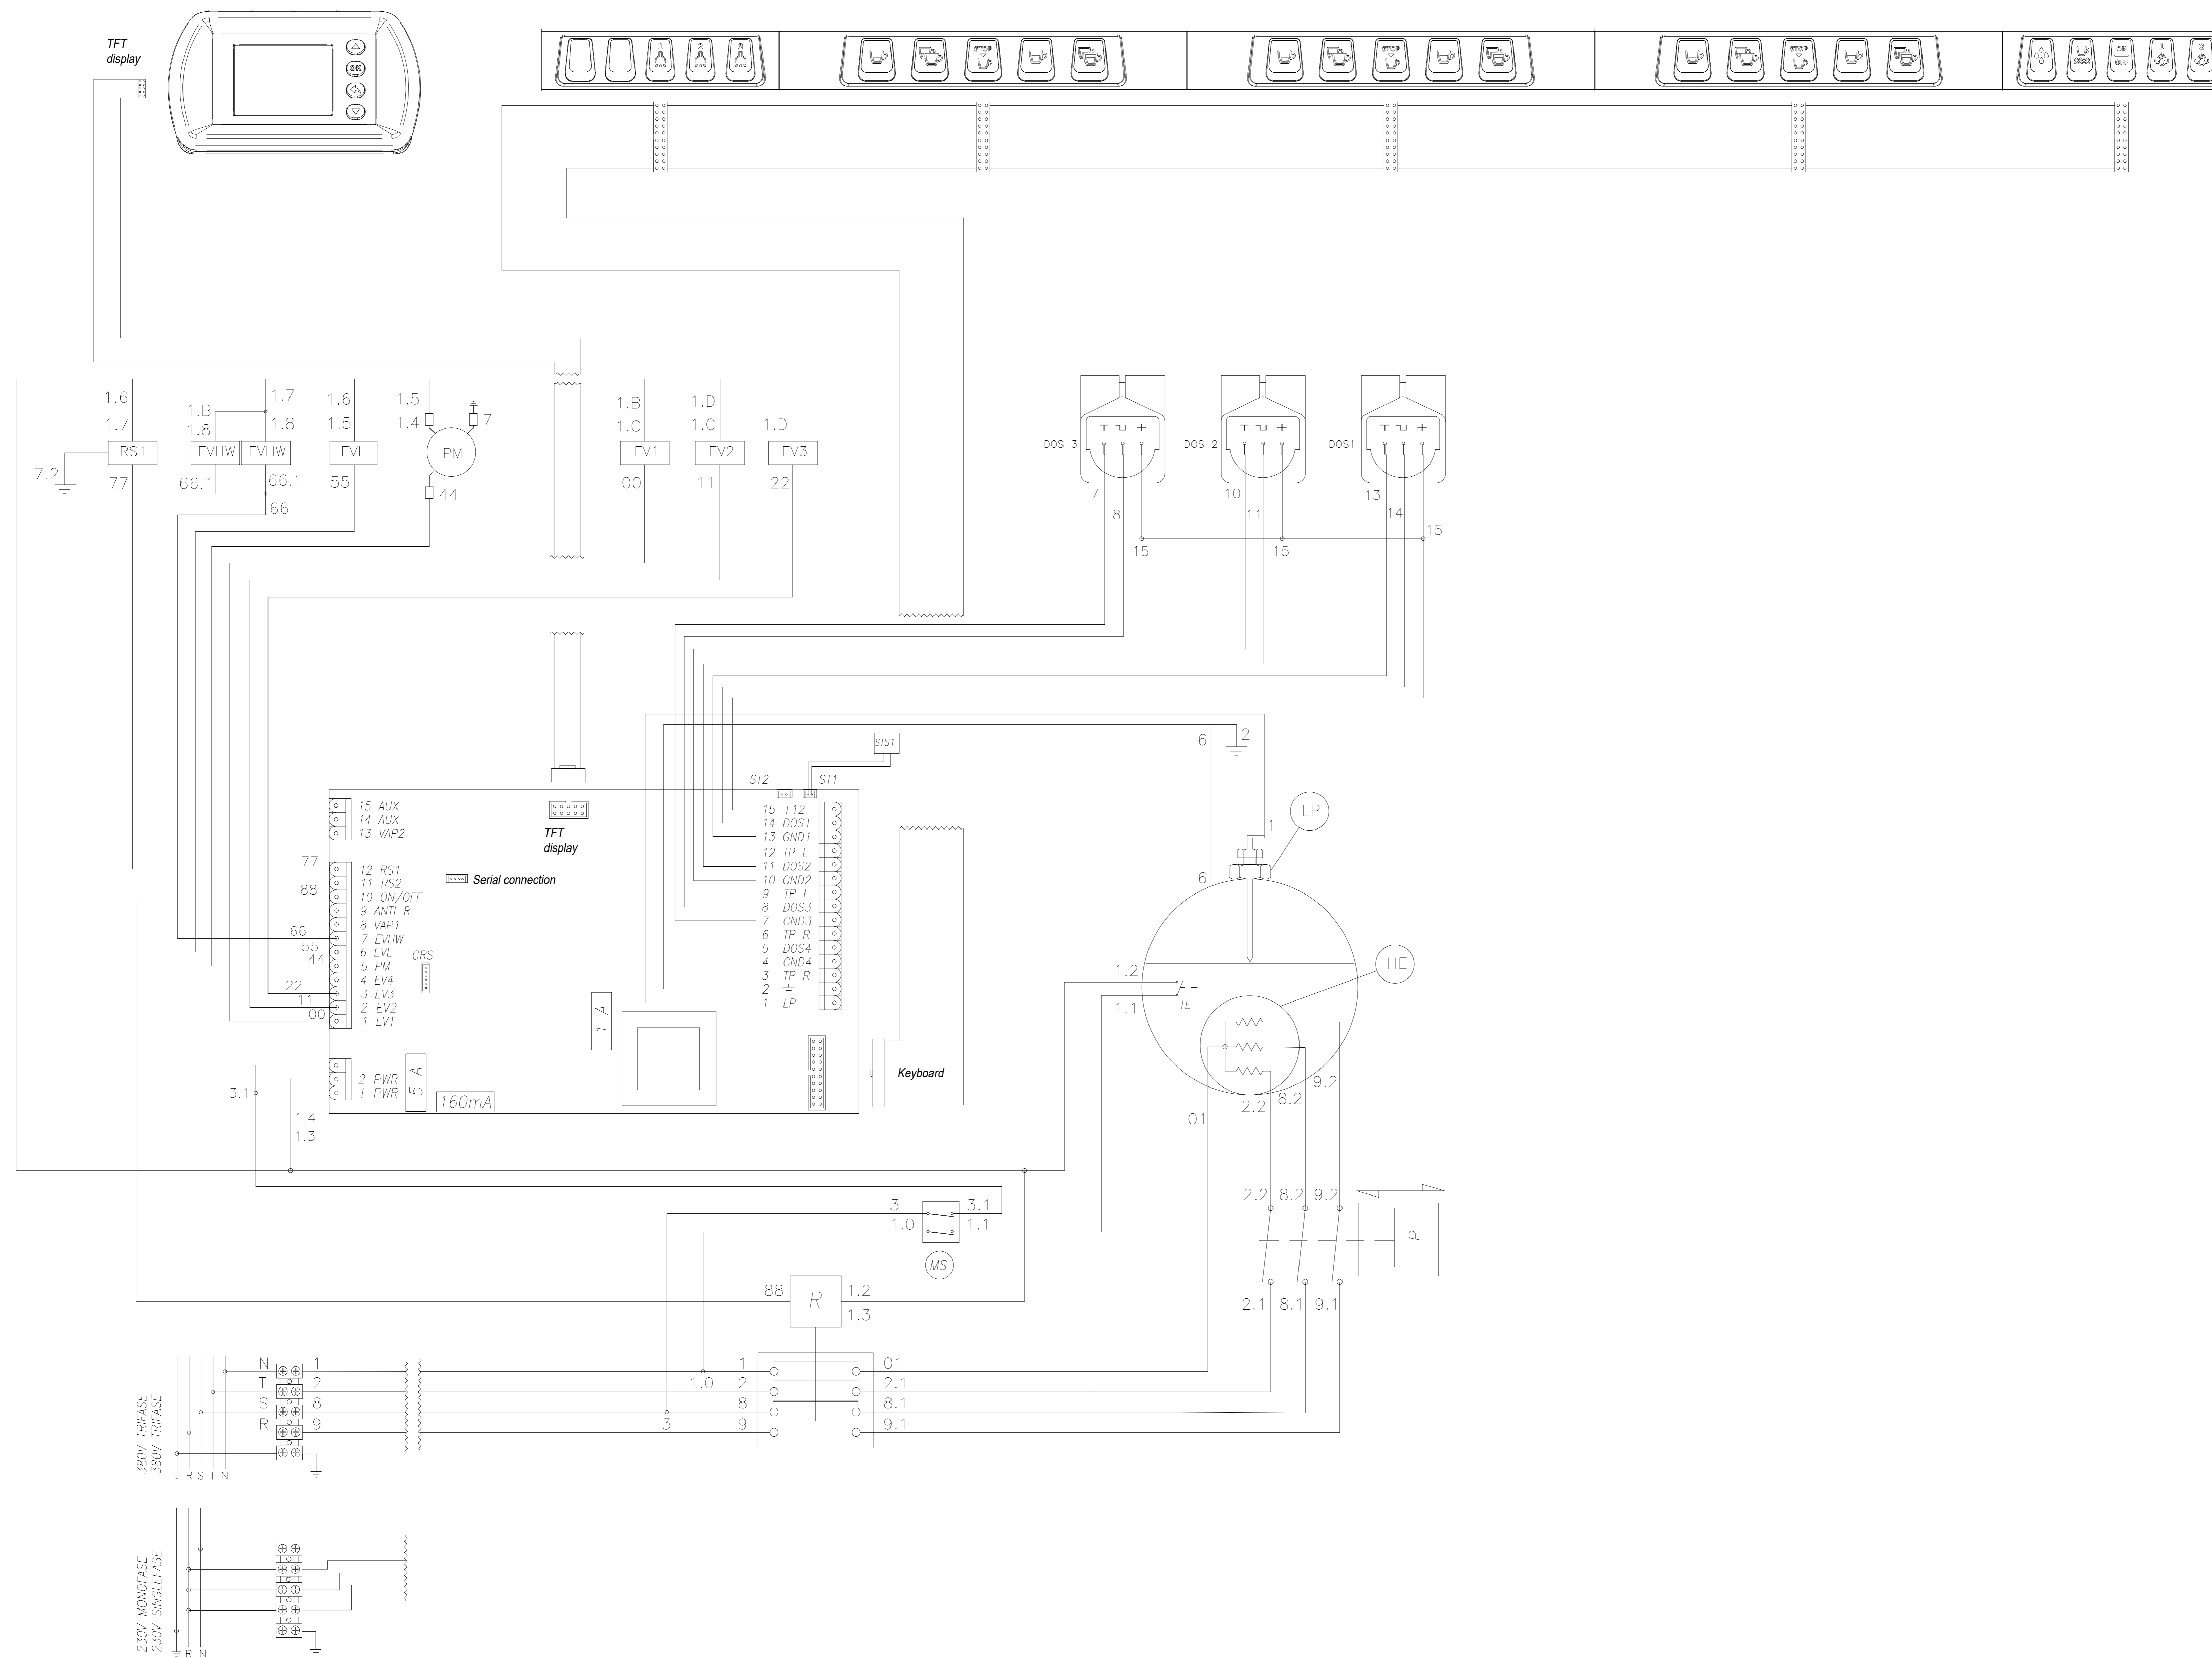 TFT
display
OK
1 2 3
STOP
STOP
STOP
ON
OFF
1
2
1.6
1.7
RS1
7.2
77
1.B
1.8
EVHW
66.1
1.7
1.8
EVHW
66.1
66
1.6
1.5
EVL
55
1.5
1.4
7
PM
44
1.B
1.C
EV1
00
1.D
1.C
EV2
11
1.D
EV3
22
DOS 3
7
8
15
DOS 2
10
11
15
DOS1
13
14
15
STS1
ST2
ST1
15 AUX
14 AUX
13 VAP2
TFT
display
Serial connection
77
12 RS1
11 RS2
88
10 ON/OFF
9 ANTI R
8 VAP1
66
7 EVHW
55
6 EVL
44
5 PM
4 EV4
22
3 EV3
11
2 EV2
00
1 EV1
CRS
2 PWR
1 PWR
3.1
1.4
1.3
5 A
160mA
1 A
15 +12
14 DOS1
13 GND1
12 TP L
11 DOS2
10 GND2
9 TP L
8 DOS3
7 GND3
6 TP R
5 DOS4
4 GND4
3 TP R
2
1 LP
Keyboard
6
2
1
LP
6
HE
1.2
1.1
TE
01
2.2
8.2
9.2
2.2 8.2 9.2
P
2.1 8.1 9.1
3
3.1
1.0
1.1
MS
88
R
1.2
1.3
380V TRIFASE
380V TRIFASE
N 1
T 2
S 8
R 9
R S T N
1
1.0 2
8
3 9
01
2.1
8.1
9.1
230V MONOFASE
230V SINGLEFASE
R N